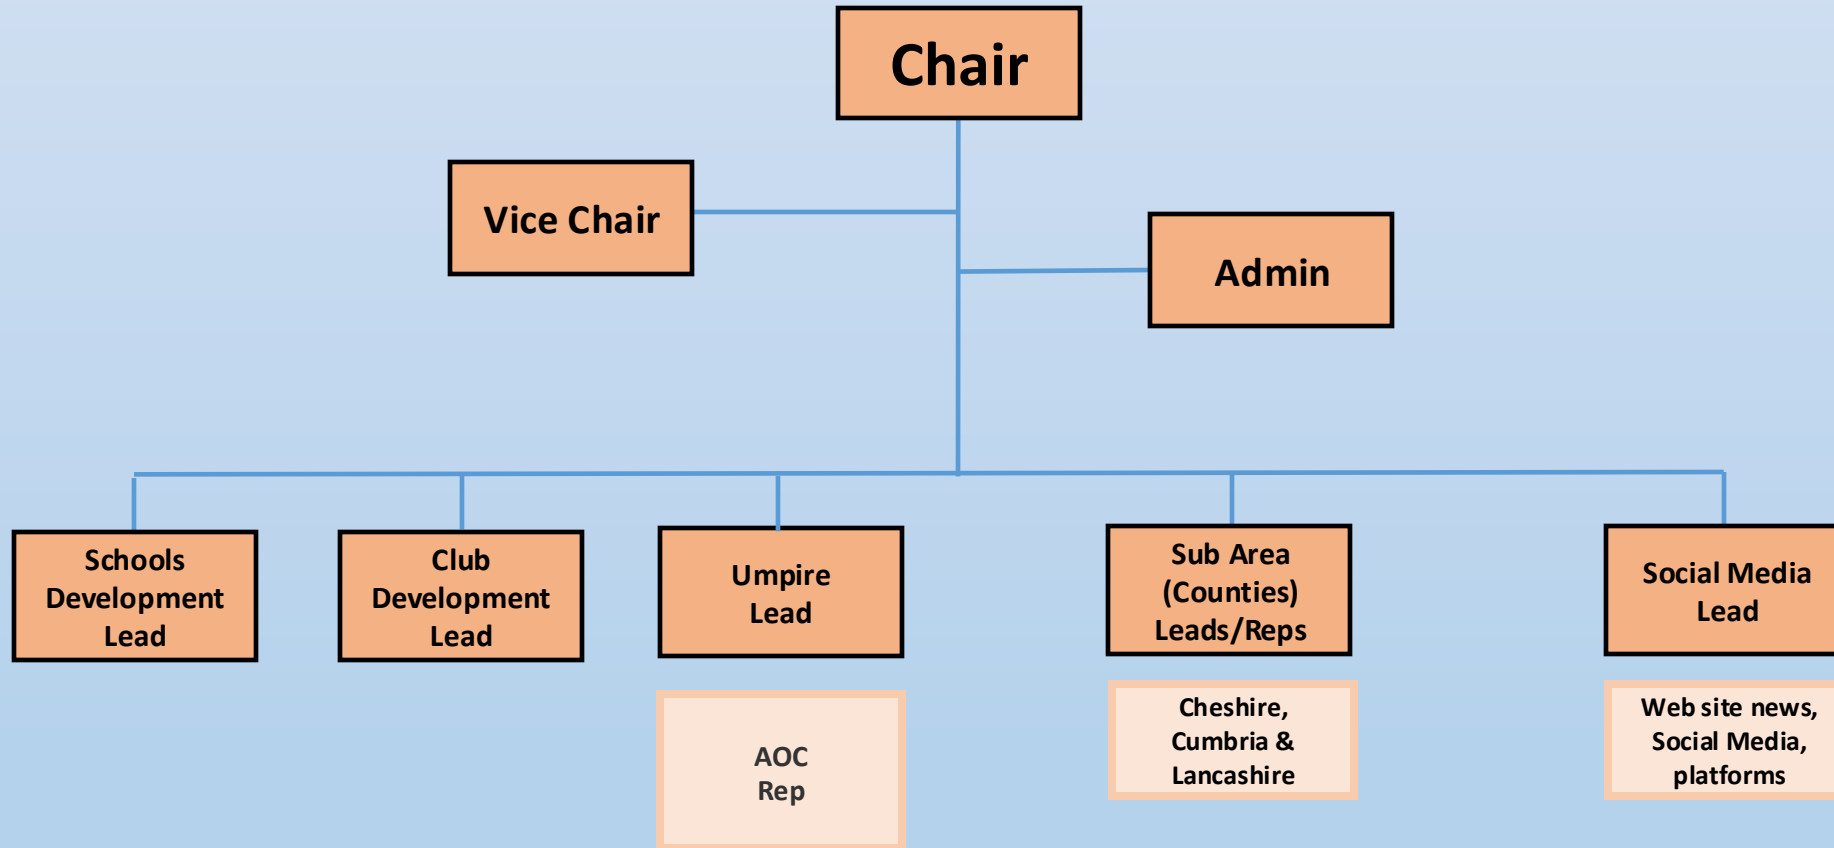 Chair
Vice Chair
Admin
Schools
Development
Lead
Club
Development
Lead
Umpire
Lead
Sub Area
(Counties)
Leads/Reps
Social Media
Lead
AOC
Rep
Cheshire,
Cumbria &
Lancashire
Web site news,
Social Media,
platforms